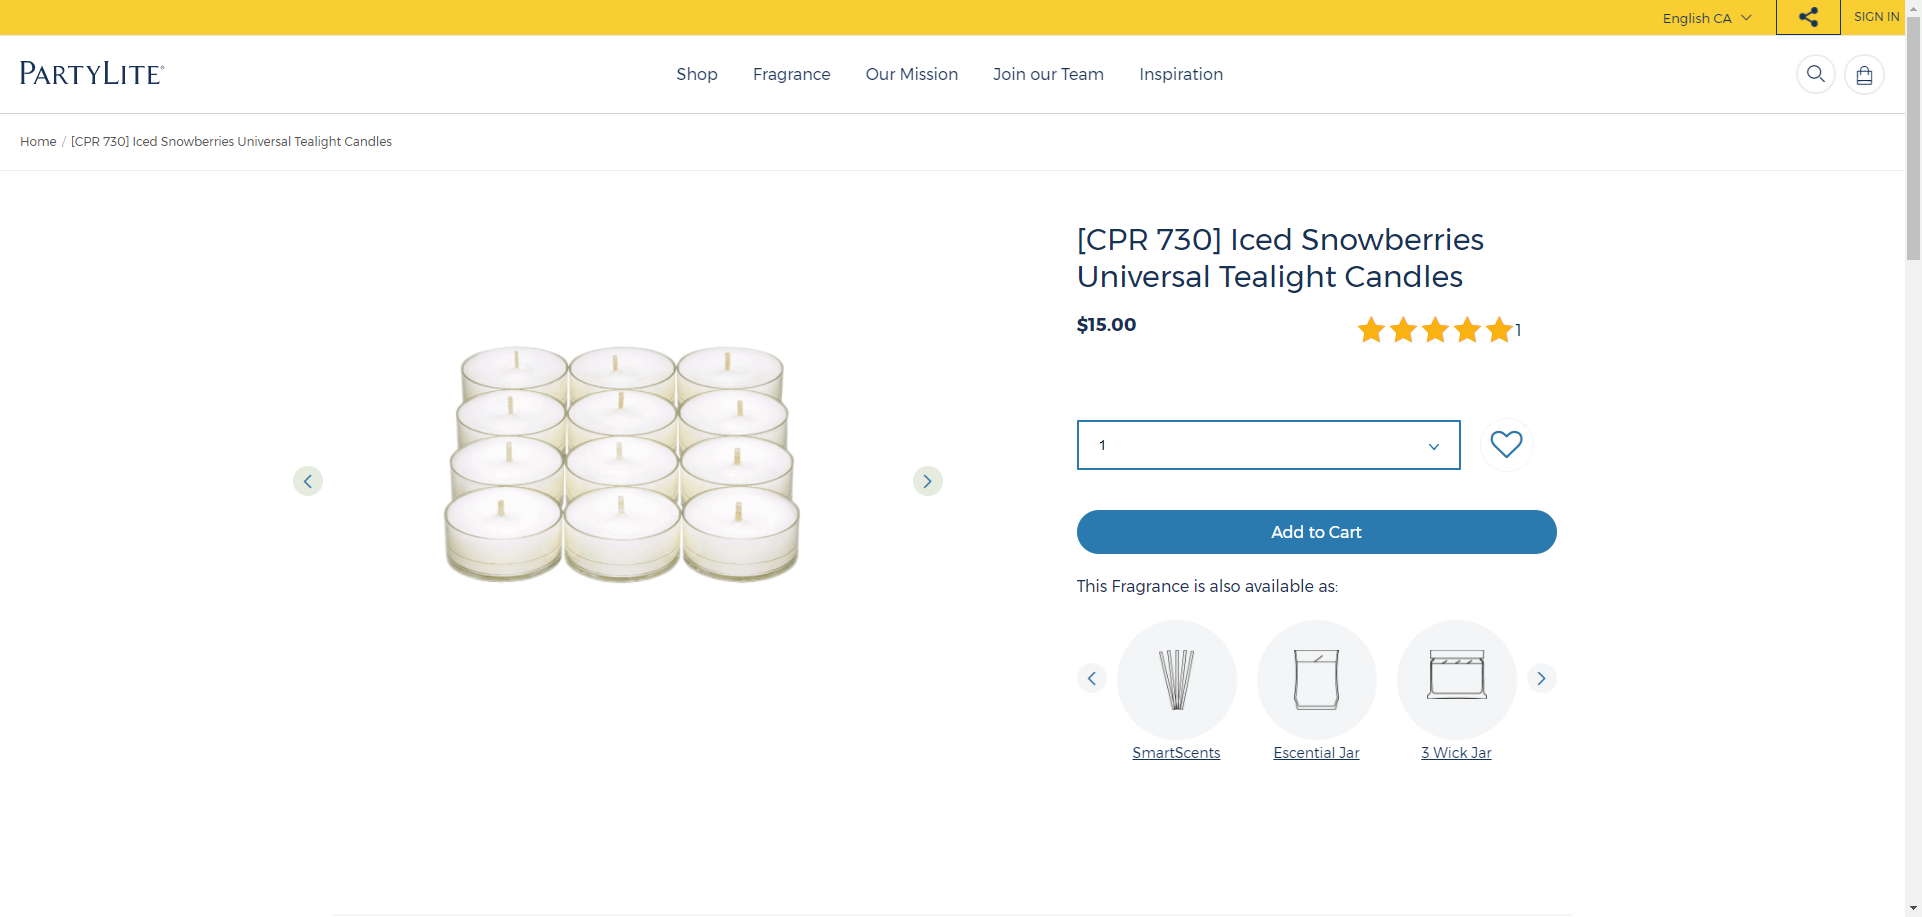 English CA
SIGN IN
PARTYLITE®
Shop
Fragrance
Our Mission
Join our Team
Inspiration
Home / [CPR 730] Iced Snowberries Universal Tealight Candles
[CPR 730] Iced Snowberries
Universal Tealight Candles
$15.00
1
1
Add to Cart
This Fragrance is also available as:
SmartScents
Escential Jar
3 Wick Jar